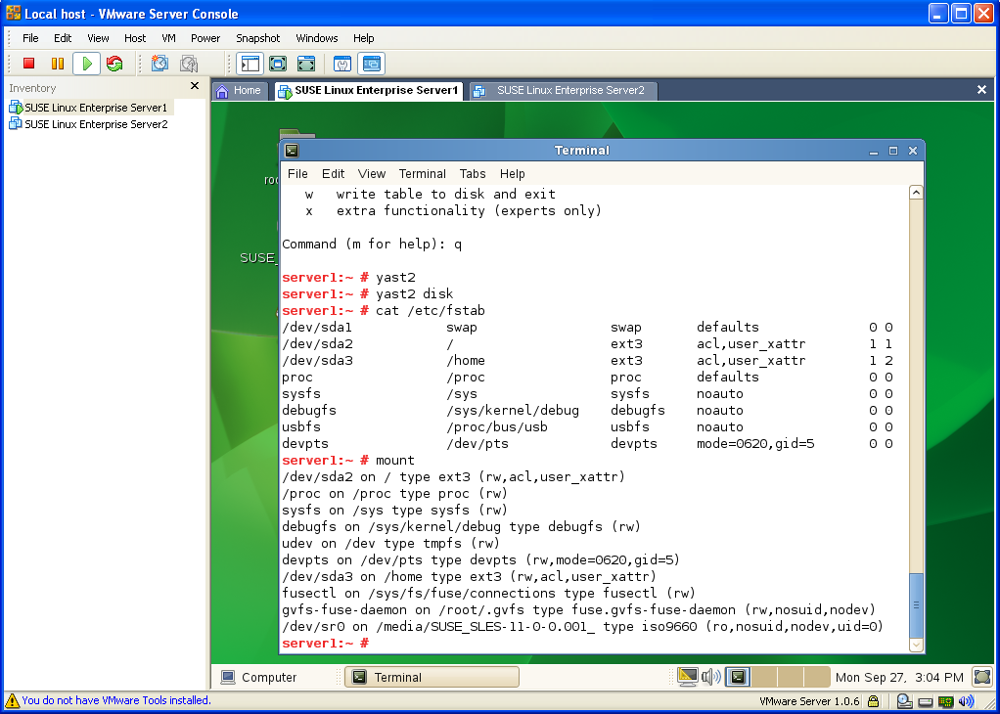 Local host - VMware Server Console
File Edit View Host VM Power Snapshot Windows Help
Inventory
SUSE Linux Enterprise Server1
SUSE Linux Enterprise Server2
Home SUSE Linux Enterprise Server1 SUSE Linux Enterprise Server2
SUSE_
Terminal
File Edit View Terminal Tabs Help
w write table to disk and exit
x extra functionality (experts only)
Command (m for help): q
server1:~ # yast2
server1:~ # yast2 disk
server1:~ # cat /etc/fstab
/dev/sda1 swap swap defaults 0 0
/dev/sda2 / ext3 acl,user_xattr 1 1
/dev/sda3 /home ext3 acl,user_xattr 1 2
proc /proc proc defaults 0 0
sysfs /sys sysfs noauto 0 0
debugfs /sys/kernel/debug debugfs noauto 0 0
usbfs /proc/bus/usb usbfs noauto 0 0
devpts /dev/pts devpts mode=0620,gid=5 0 0
server1:~ # mount
/dev/sda2 on / type ext3 (rw,acl,user_xattr)
/proc on /proc type proc (rw)
sysfs on /sys type sysfs (rw)
debugfs on /sys/kernel/debug type debugfs (rw)
udev on /dev type tmpfs (rw)
devpts on /dev/pts type devpts (rw,mode=0620,gid=5)
/dev/sda3 on /home type ext3 (rw,acl,user_xattr)
fusectl on /sys/fs/fuse/connections type fusectl (rw)
gvfs-fuse-daemon on /root/.gvfs type fuse.gvfs-fuse-daemon (rw,nosuid,nodev)
/dev/sr0 on /media/SUSE_SLES-11-0-0.001_ type iso9660 (ro,nosuid,nodev,uid=0)
server1:~ #
Computer Terminal Mon Sep 27, 3:04 PM
You do not have VMware Tools installed. VMware Server 1.0.6